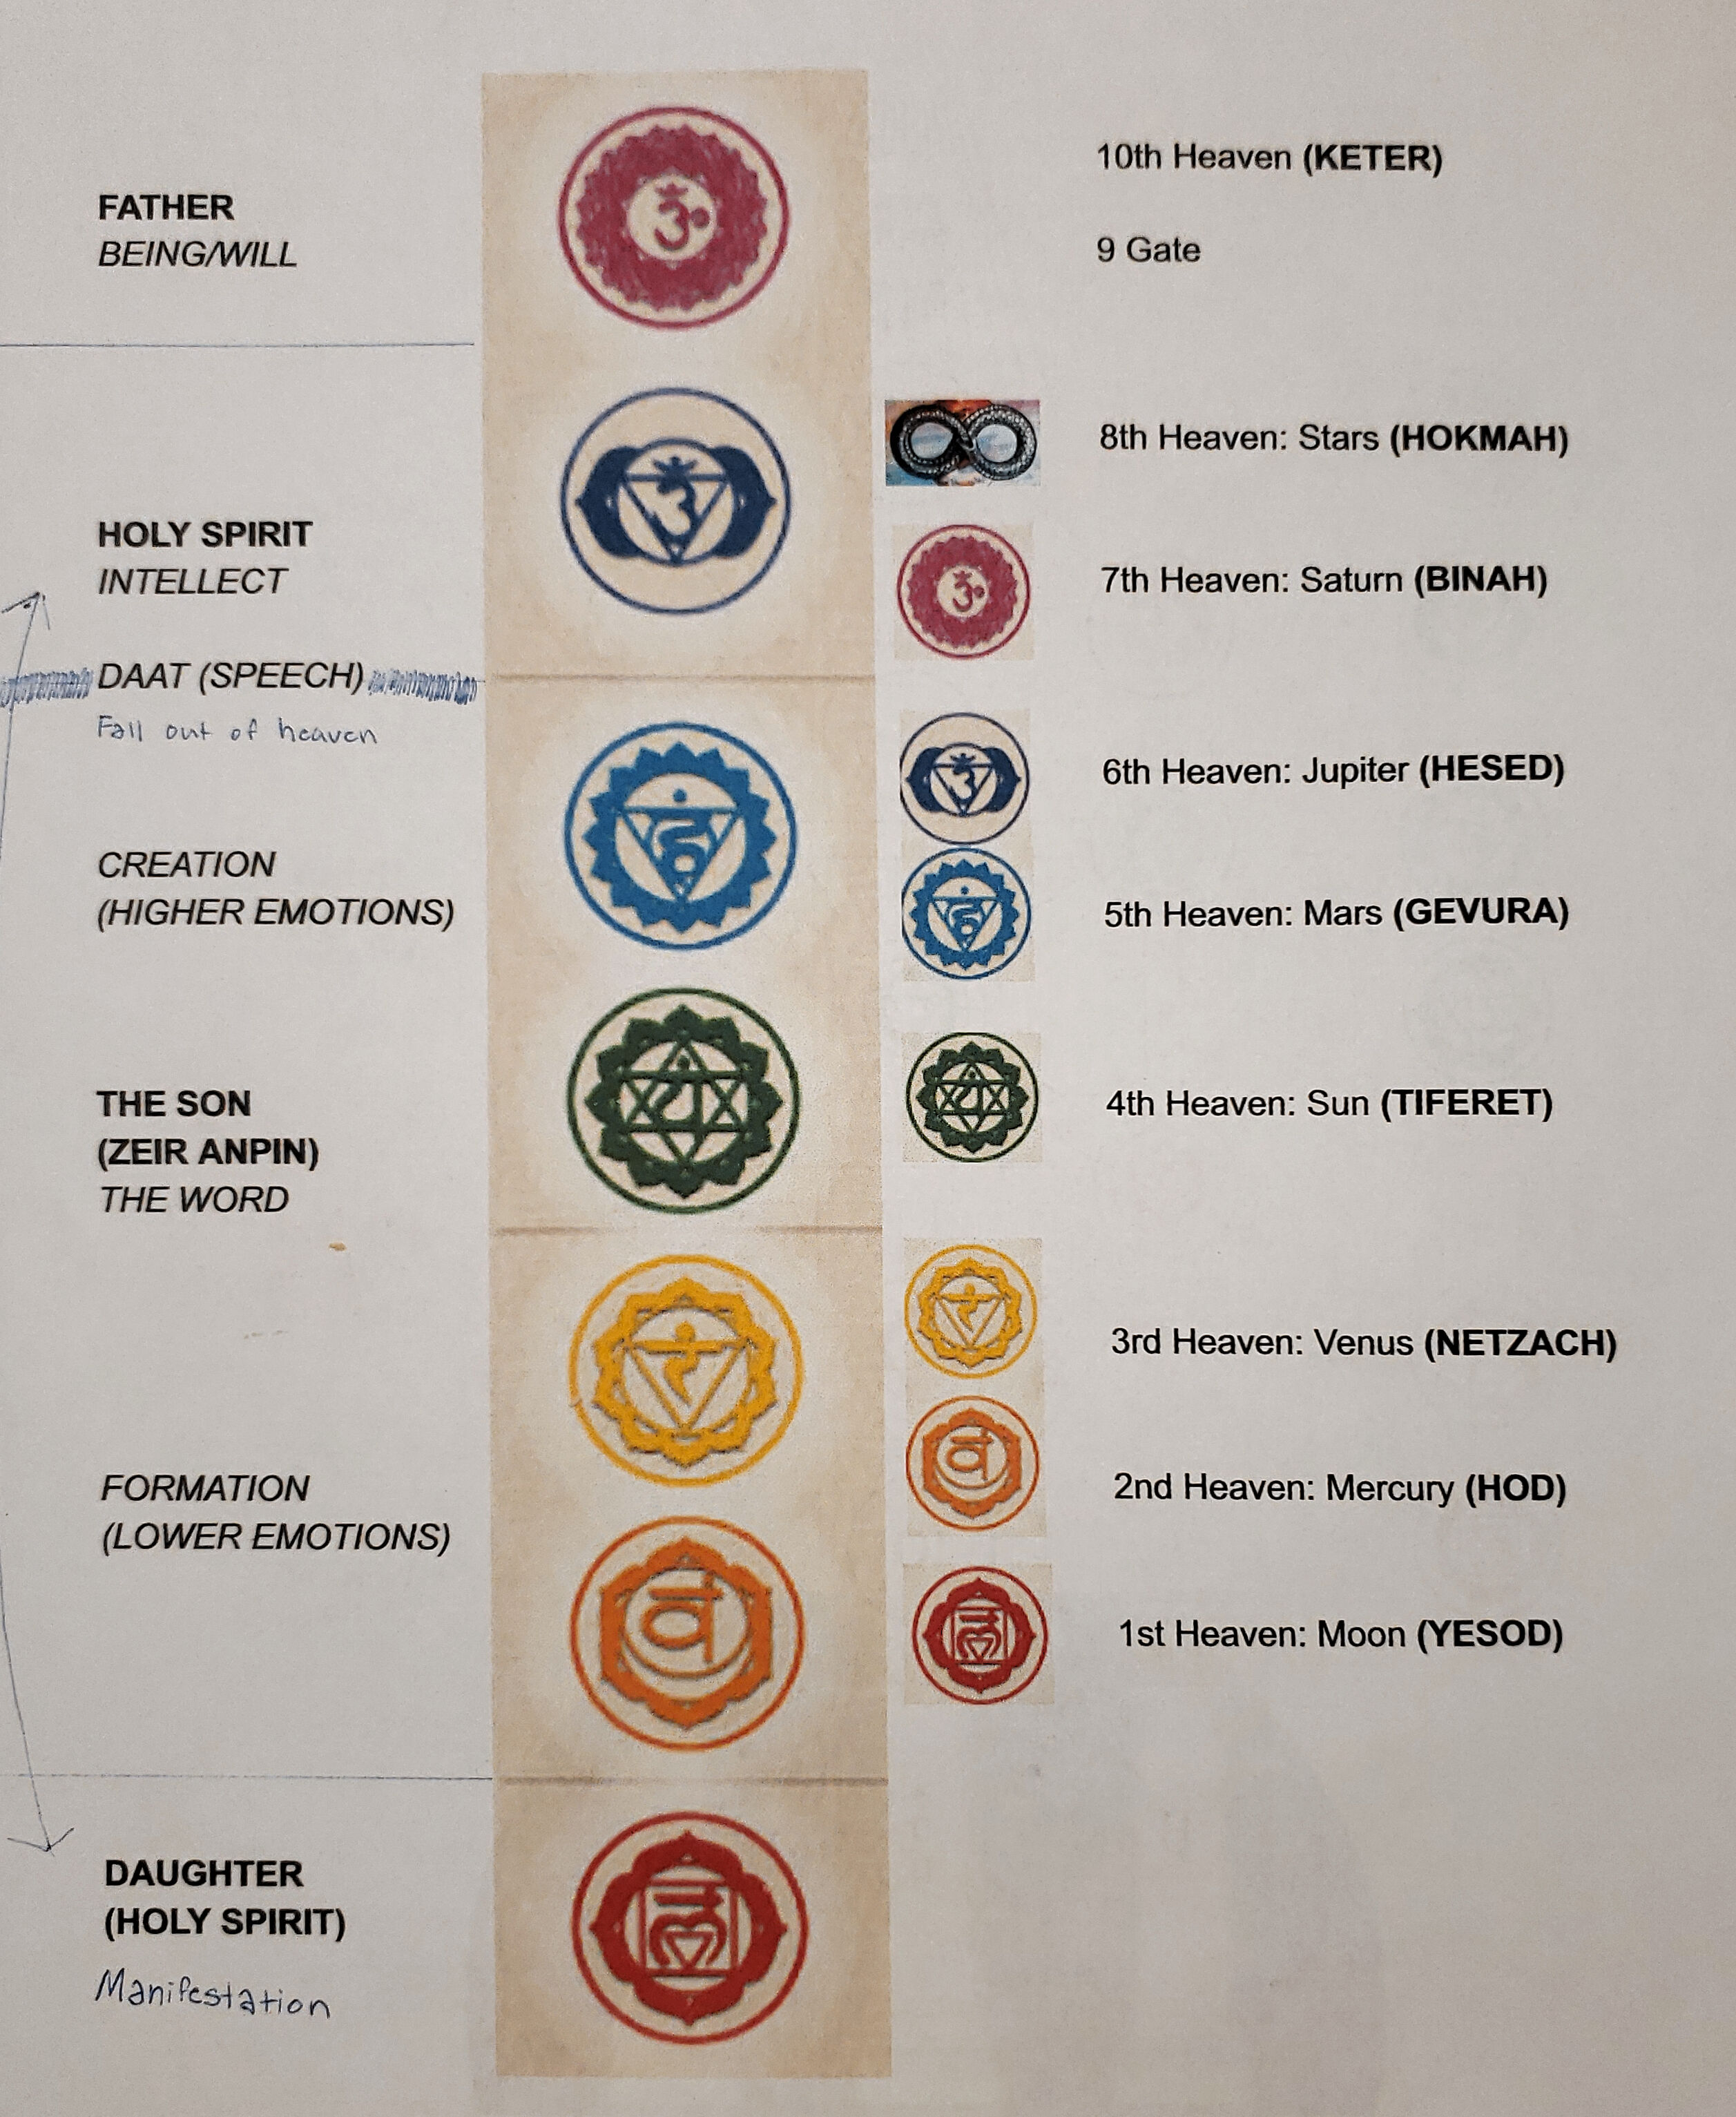 FATHER
BEING/WILL
HOLY SPIRIT
INTELLECT
DAAT (SPEECH)
Fall out of heaven
CREATION
(HIGHER EMOTIONS)
THE SON
(ZEIR ANPIN)
THE WORD
FORMATION
(LOWER EMOTIONS)
DAUGHTER
(HOLY SPIRIT)
Manifestation
ॐ
ॐ
हं
यं
रं
वं
लं
ॐ
ॐ
हं
यं
रं
वं
लं
10th Heaven (KETER)
9 Gate
8th Heaven: Stars (HOKMAH)
7th Heaven: Saturn (BINAH)
6th Heaven: Jupiter (HESED)
5th Heaven: Mars (GEVURA)
4th Heaven: Sun (TIFERET)
3rd Heaven: Venus (NETZACH)
2nd Heaven: Mercury (HOD)
1st Heaven: Moon (YESOD)